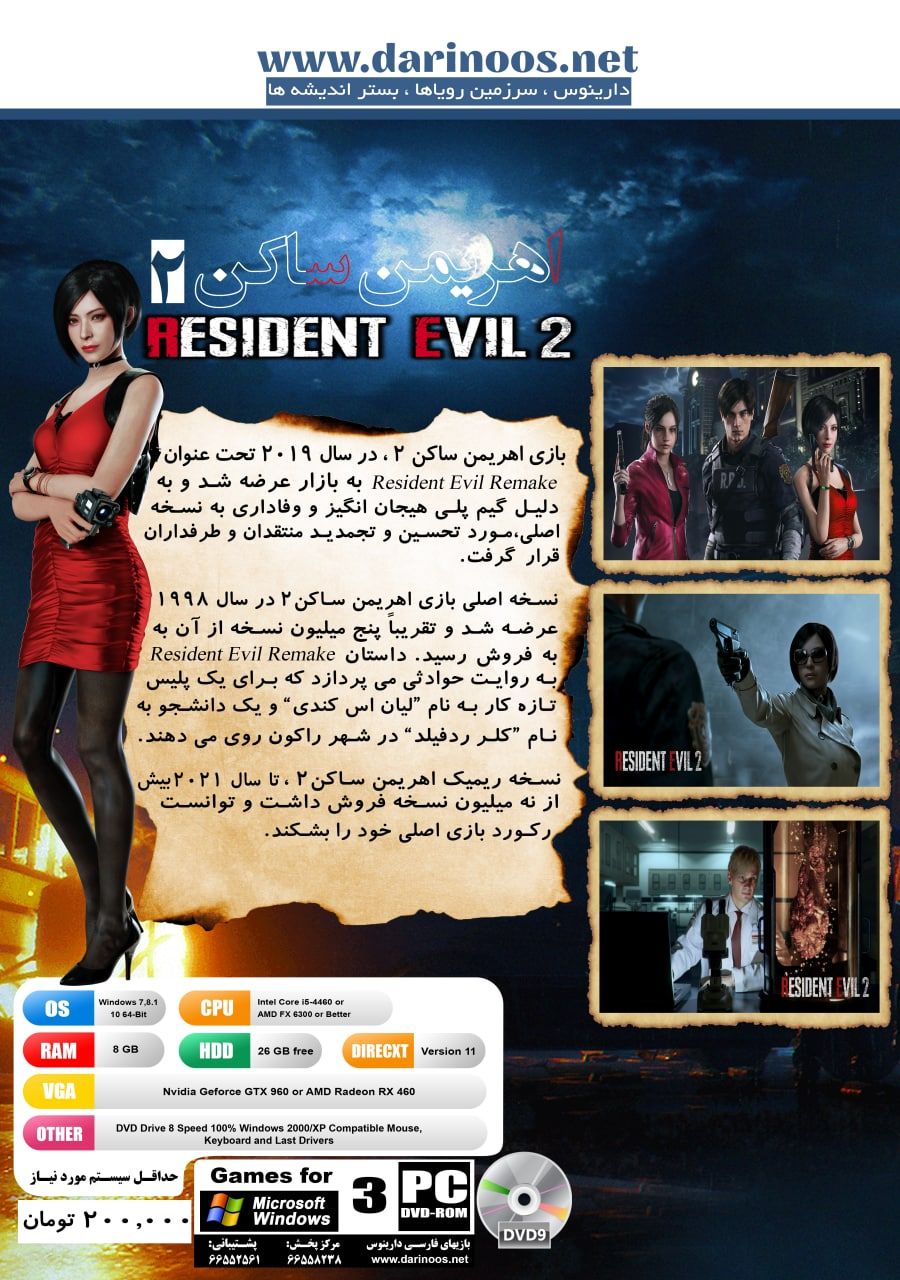 www.darinoos.net
دارینوس ، سرزمین رویاها ، بستر اندیشه ها
اهریمن ساکن ۲
RESIDENT EVIL 2
بازی اهریمن ساکن ۲ ، در سال ۲۰۱۹ تحت عنوان
Resident Evil Remake به بازار عرضه شد و به
دلیل گیم پلی هیجان انگیز و وفاداری به نسخه
اصلی،مورد تحسین و تجمدید منتقدان و طرفداران
قرار گرفت.
نسخه اصلی بازی اهریمن ساکن۲ در سال ۱۹۹۸
عرضه شد و تقریباً پنج میلیون نسخه از آن به
به فروش رسید. داستان Resident Evil Remake
به روایت حوادثی می پردازد که برای یک پلیس
تازه کار به نام ”لیان اس کندی“ و یک دانشجو به
نام ”کلر ردفیلد“ در شهر راکون روی می دهند.
نسخه ریمیک اهریمن ساکن۲ ، تا سال ۲۰۲۱بیش
از نه میلیون نسخه فروش داشت و توانست
رکورد بازی اصلی خود را بشکند.
R.P.D.
RESIDENT EVIL 2
RESIDENT EVIL 2
OS Windows 7,8.1
10 64-Bit
CPU Intel Core i5-4460 or
AMD FX 6300 or Better
RAM 8 GB
HDD 26 GB free
DIRECXT Version 11
VGA Nvidia Geforce GTX 960 or AMD Radeon RX 460
OTHER DVD Drive 8 Speed 100% Windows 2000/XP Compatible Mouse,
Keyboard and Last Drivers
حداقل سیستم مورد نیاز
۲۰۰,۰۰۰ تومان
Games for
Microsoft
Windows
3
PC
DVD-ROM
DVD9
پشتیبانی:
۶۶۵۵۲۵۶۱
مرکز پخش:
۶۶۵۵۸۲۳۸
بازیهای فارسی دارینوس
www.darinoos.net